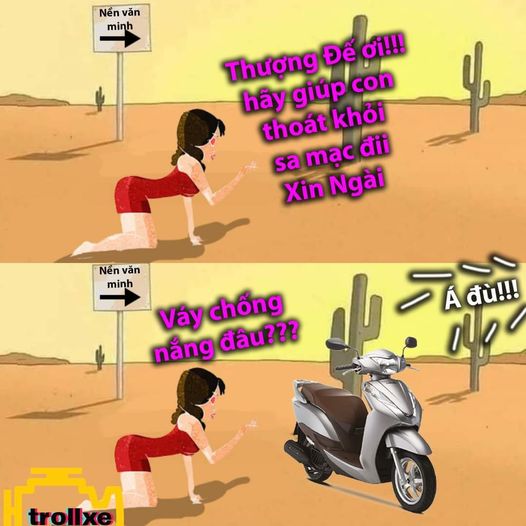 Nền văn
minh
Thượng Đế ơi!!!
hãy giúp con
thoát khỏi
sa mạc đii
Xin Ngài
Nền văn
minh
Á đù!!!
Váy chống
nắng đâu???
trollxe